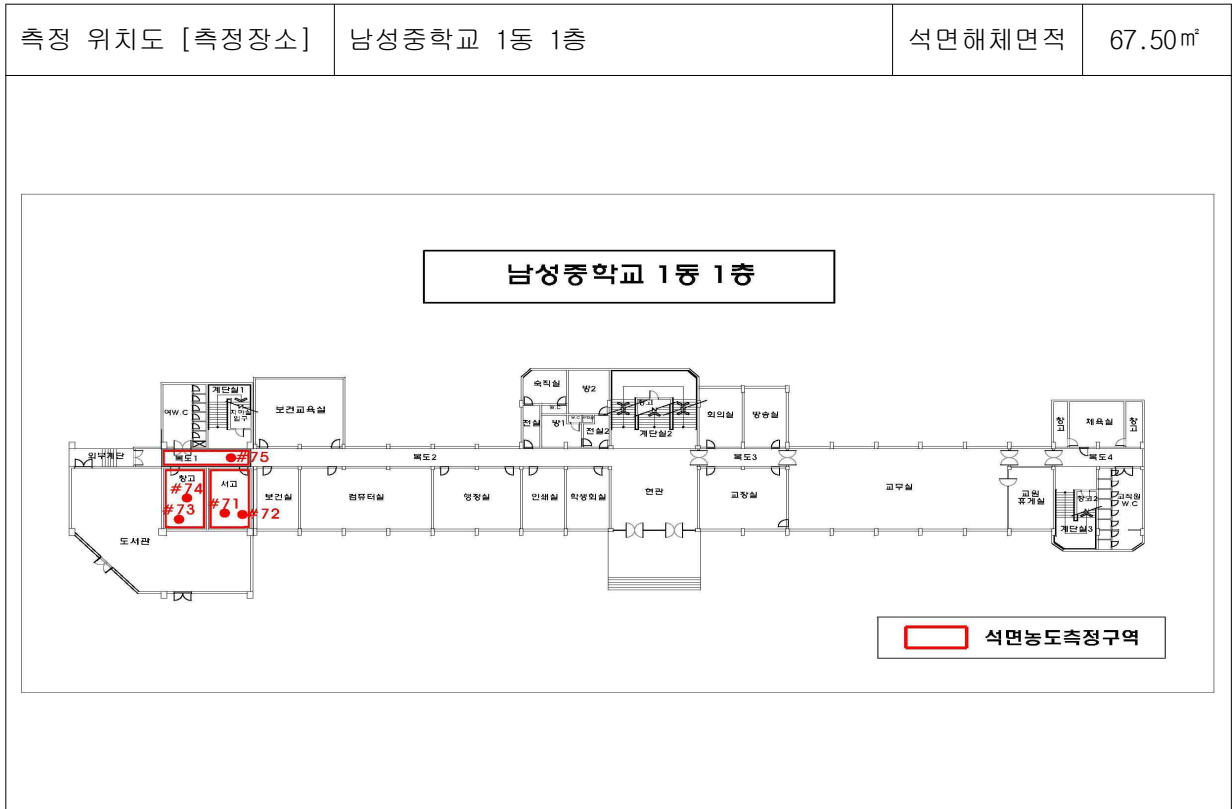 측정 위치도 [측정장소] 남성중학교 1동 1층 석면해체면적 67.50㎡
남성중학교 1동 1층
숙직실 방2
계단실1
여W.C
보건교육실
W.C
창고
회의실 방송실
창고 체육실 창고
전실 방1
전실2
계단실2
외부계단 복도1 #75 복도2 복도3 복도4
창고 서고
#74
#73 #71 #72
보건실 컴퓨터실 행정실 인쇄실 학생회실 현관 교장실 교무실
교원
휴게실
창고2
교직원
W.C
계단실3
도서관
석면농도측정구역